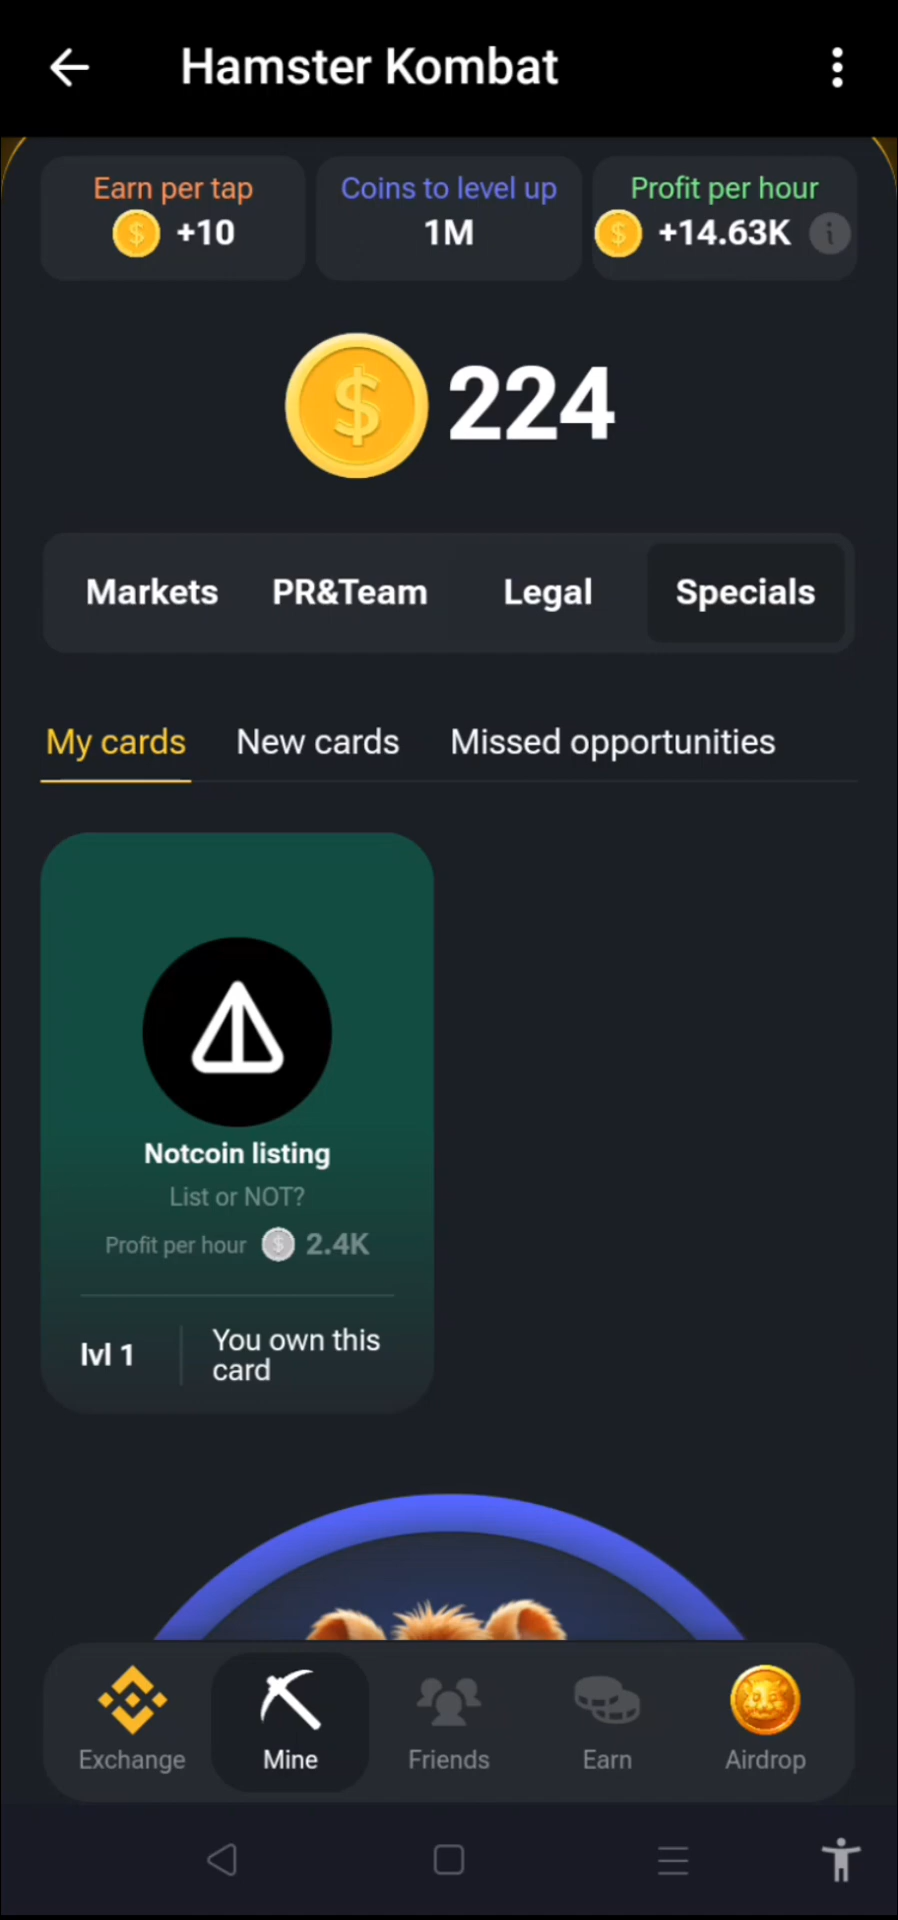 Hamster Kombat
Earn per tap
+10
Coins to level up
1M
Profit per hour
+14.63K
224
Markets
PR&Team
Legal
Specials
My cards
New cards
Missed opportunities
Notcoin listing
List or NOT?
Profit per hour 2.4K
lvl 1
You own this
card
Exchange
Mine
Friends
Earn
Airdrop